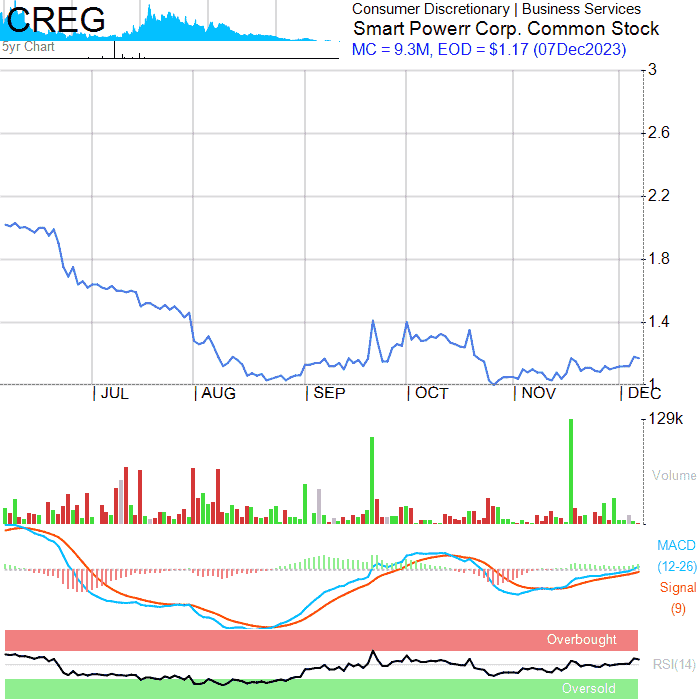 CREG
5yr Chart
Consumer Discretionary | Business Services
Smart Powerr Corp. Common Stock
MC = 9.3M, EOD = $1.17 (07Dec2023)
3
2.6
2.2
1.8
1.4
1
| JUL | AUG | SEP | OCT | NOV | DEC
129k
Volume
MACD
(12-26)
Signal
(9)
Overbought
RSI(14)
Oversold